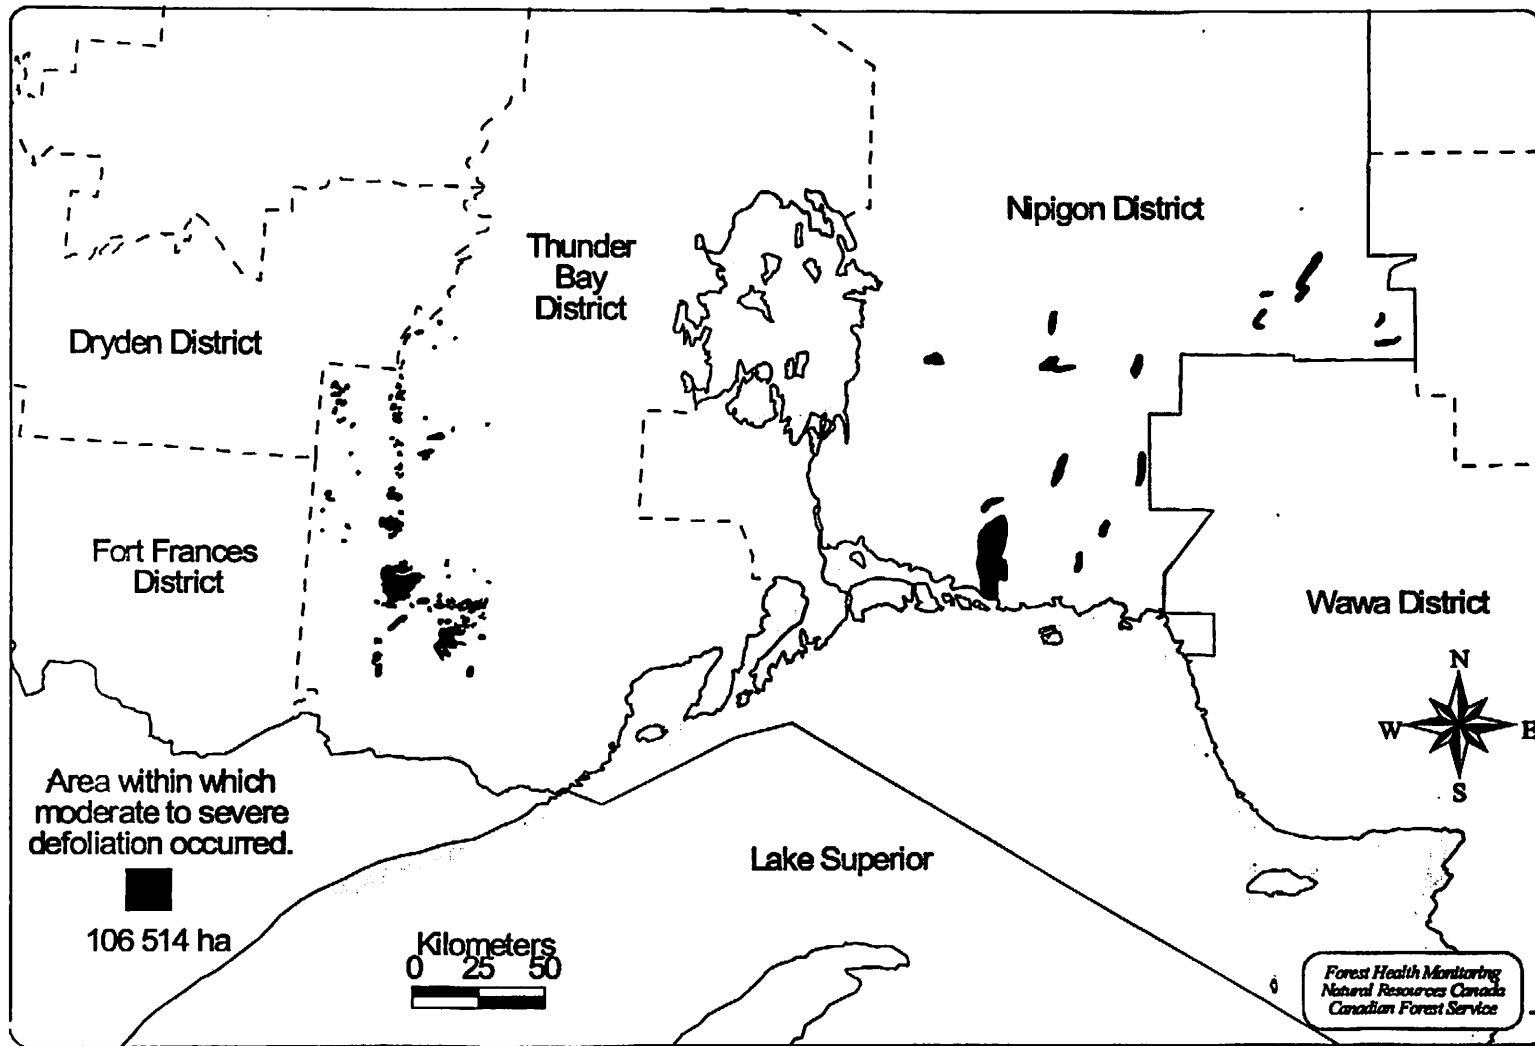 Nipigon District
Thunder
Bay
District
Dryden District
Fort Frances
District
Wawa District
N
W
E
S
Area within which
moderate to severe
defoliation occurred.
106 514 ha
Lake Superior
Kilometers
0 25 50
Forest Health Monitoring
Natural Resources Canada
Canadian Forest Service